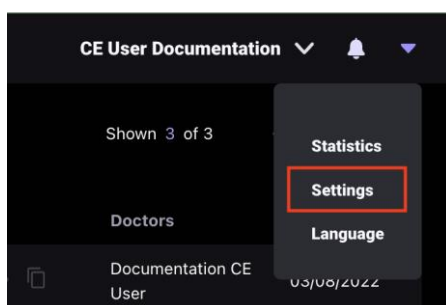 CE User Documentation
Shown 3 of 3
Statistics
Settings
Language
Doctors
Documentation CE
User
03/08/2022